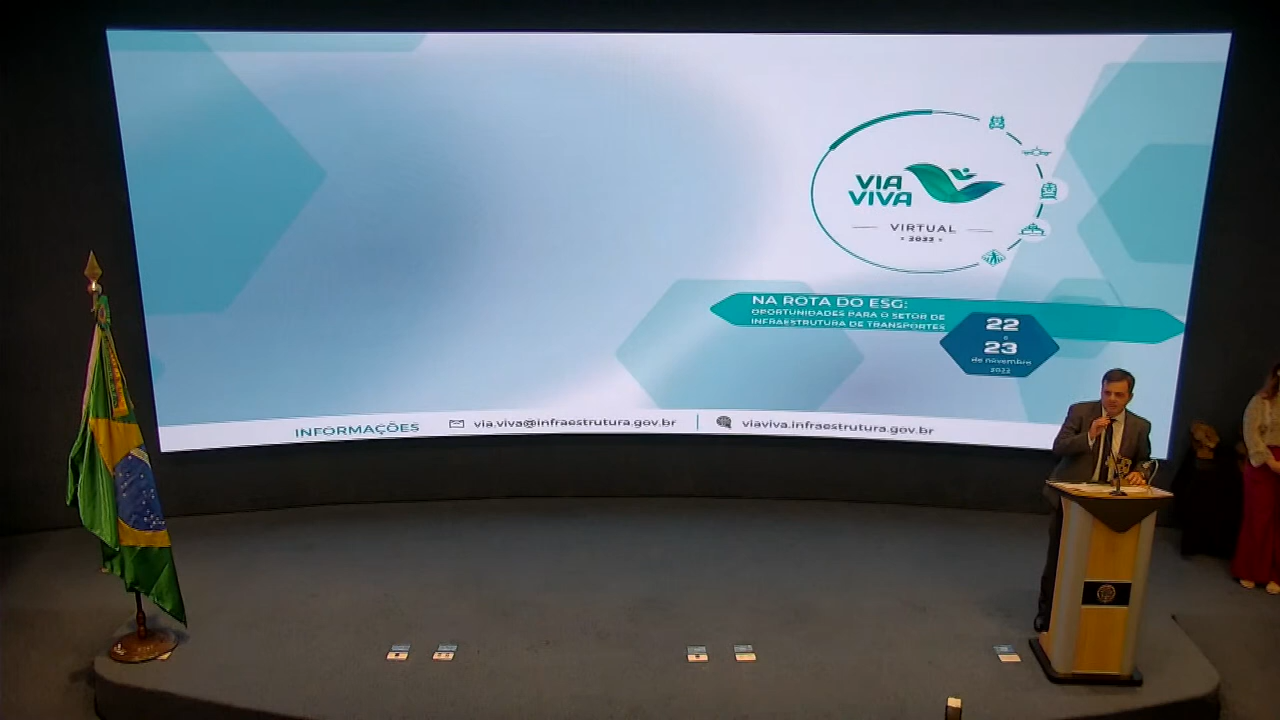 VIA
VIVA
VIRTUAL
• 2022 •
NA ROTA DO ESG:
OPORTUNIDADES PARA O SETOR DE
INFRAESTRUTURA DE TRANSPORTES
22
e
23
de novembro
2022
INFORMAÇÕES
via.viva@infraestrutura.gov.br
viaviva.infraestrutura.gov.br